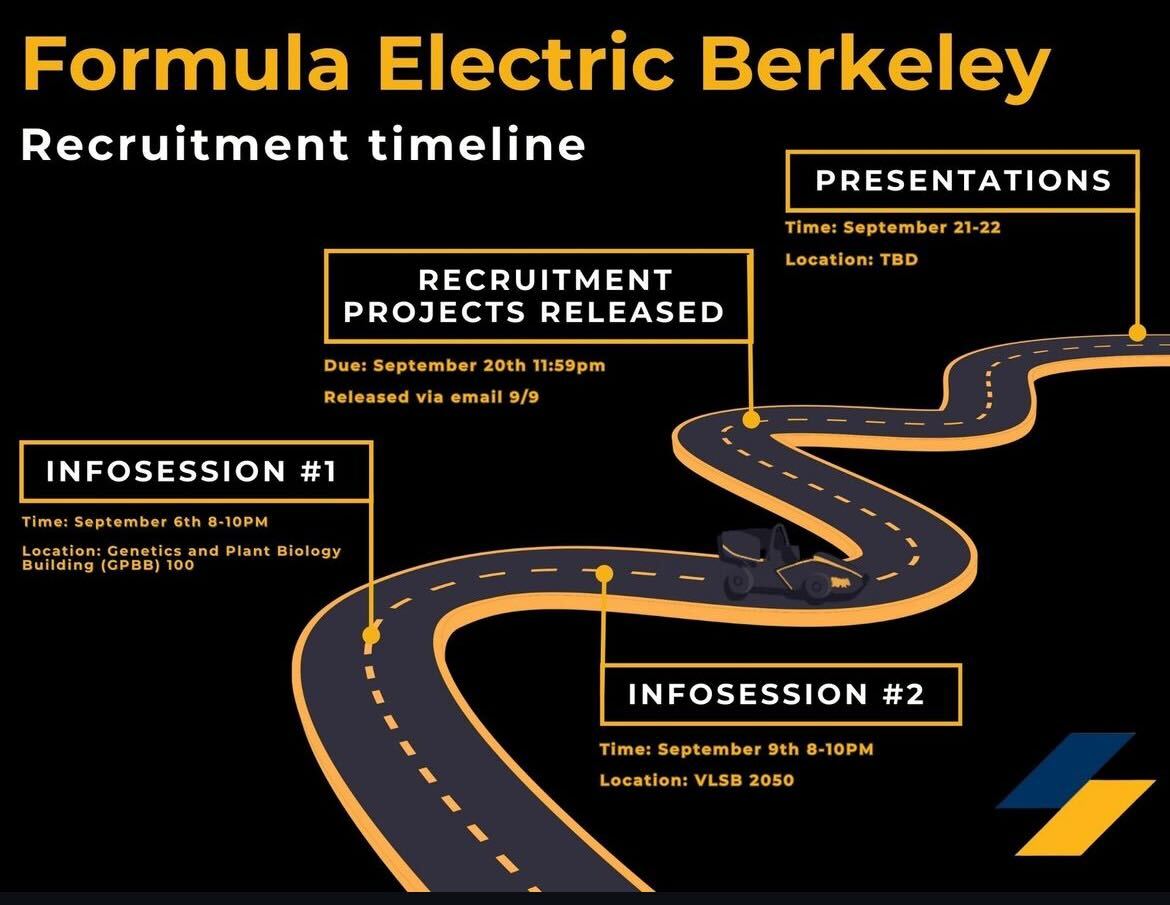 Formula Electric Berkeley
Recruitment timeline
PRESENTATIONS
Time: September 21-22
Location: TBD
RECRUITMENT
PROJECTS RELEASED
Due: September 20th 11:59pm
Released via email 9/9
INFOSESSION #1
Time: September 6th 8-10PM
Location: Genetics and Plant Biology
Building (GPBB) 100
INFOSESSION #2
Time: September 9th 8-10PM
Location: VLSB 2050